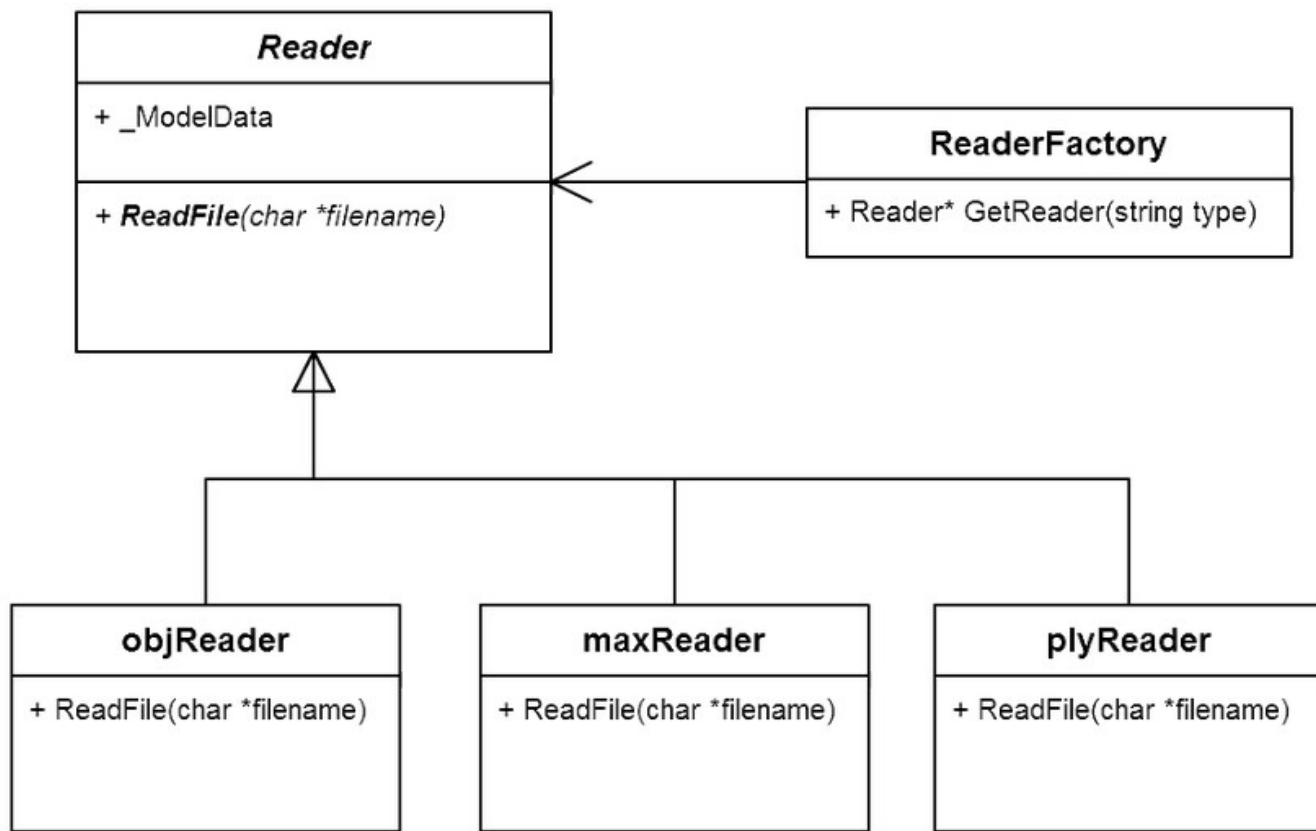 Reader
+ _ModelData
+ ReadFile(char *filename)
ReaderFactory
+ Reader* GetReader(string type)
objReader
+ ReadFile(char *filename)
maxReader
+ ReadFile(char *filename)
plyReader
+ ReadFile(char *filename)